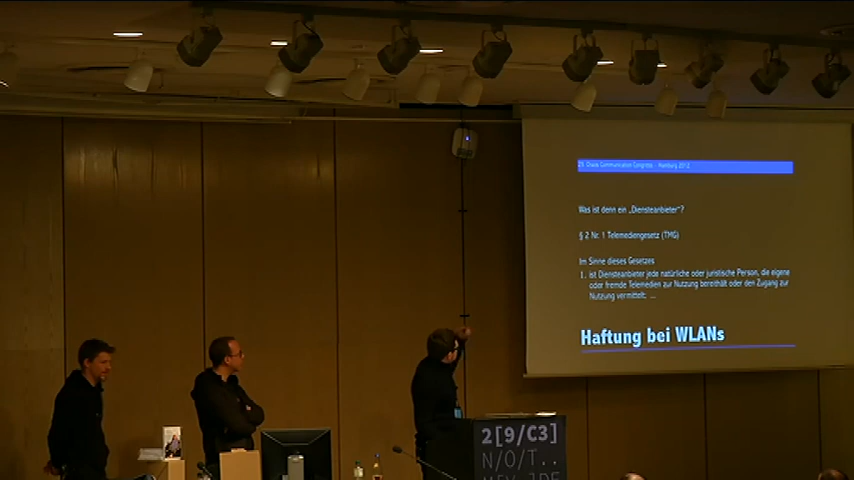 29. Chaos Communication Congress - Hamburg 2012
Was ist denn ein „Diensteanbieter“?
§ 2 Nr. 1 Telemediengesetz (TMG)
Im Sinne dieses Gesetzes
1. ist Diensteanbieter jede natürliche oder juristische Person, die eigene
oder fremde Telemedien zur Nutzung bereithält oder den Zugang zur
Nutzung vermittelt; ...
Haftung bei WLANs
2[9/C3]
N/O/T..